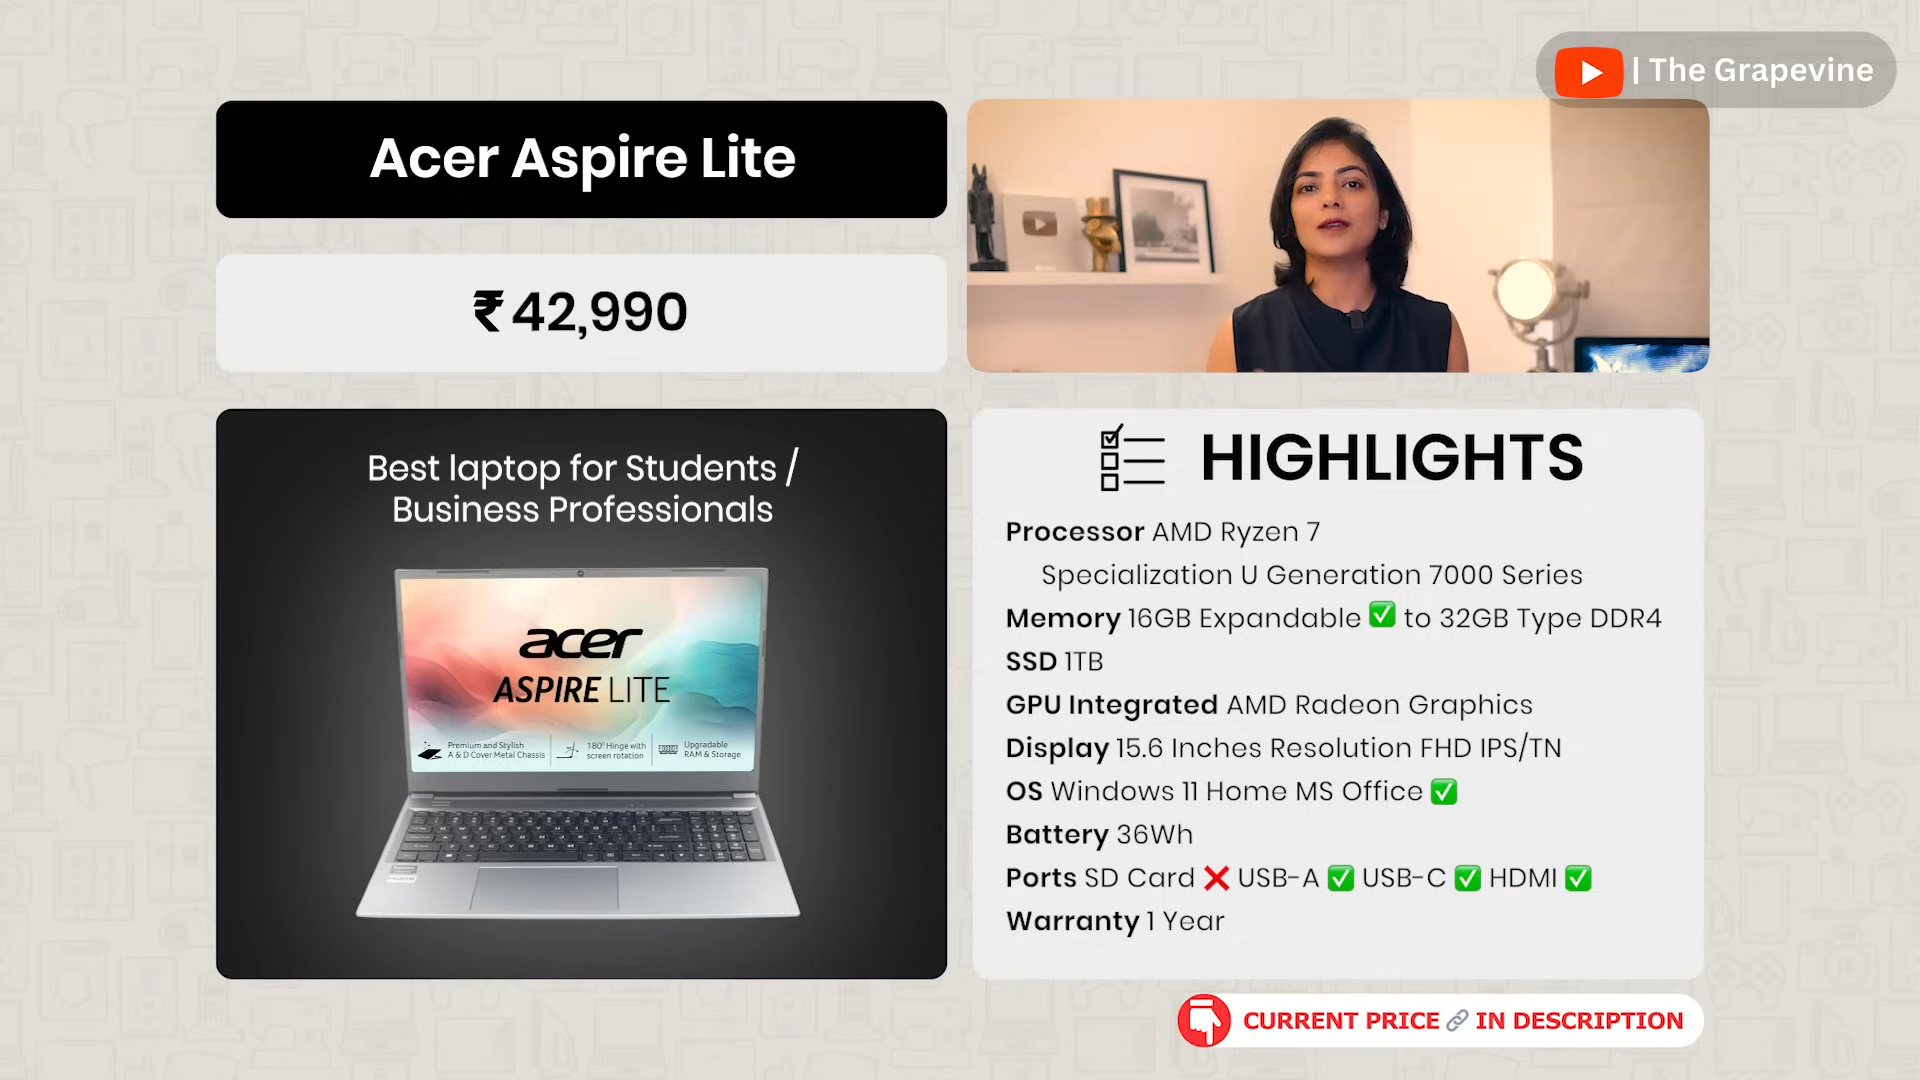 | The Grapevine
Acer Aspire Lite
₹ 42,990
Best laptop for Students /
Business Professionals
acer
ASPIRE LITE
Premium and Stylish
A & D Cover Metal Chassis
180° Hinge with
screen rotation
Upgradable
RAM & Storage
HIGHLIGHTS
Processor AMD Ryzen 7
Specialization U Generation 7000 Series
Memory 16GB Expandable ✅ to 32GB Type DDR4
SSD 1TB
GPU Integrated AMD Radeon Graphics
Display 15.6 Inches Resolution FHD IPS/TN
OS Windows 11 Home MS Office ✅
Battery 36Wh
Ports SD Card ❌ USB-A ✅ USB-C ✅ HDMI ✅
Warranty 1 Year
CURRENT PRICE 🔗 IN DESCRIPTION